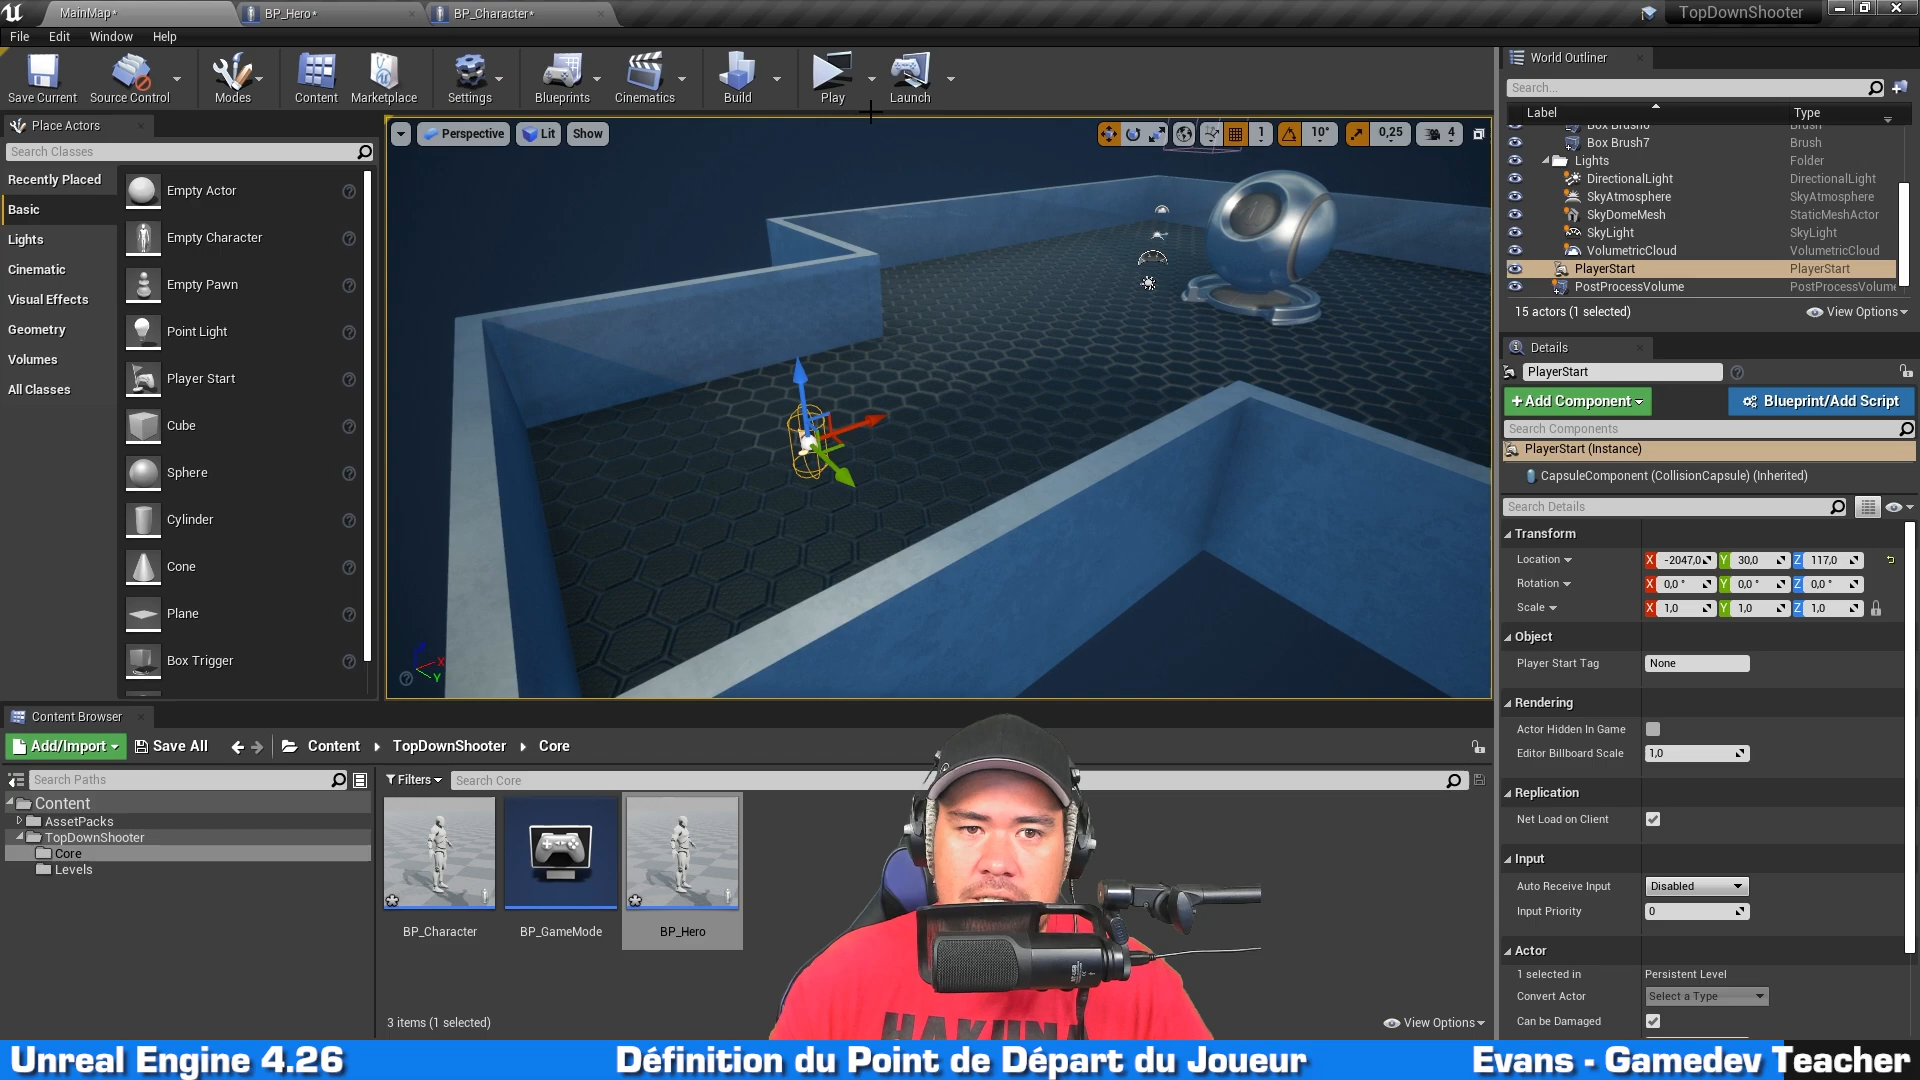 MainMap*
BP_Hero*
BP_Character*
TopDownShooter
File Edit Window Help
Save Current
Source Control
Modes
Content
Marketplace
Settings
Blueprints
Cinematics
Build
Play
Launch
Place Actors
Search Classes
Recently Placed
Basic
Lights
Cinematic
Visual Effects
Geometry
Volumes
All Classes
Empty Actor
Empty Character
Empty Pawn
Point Light
Player Start
Cube
Sphere
Cylinder
Cone
Plane
Box Trigger
Perspective
Lit
Show
1
10°
0,25
4
X
Y
World Outliner
Search...
Label Type
Box Brush6 Brush
Box Brush7 Brush
Lights Folder
DirectionalLight DirectionalLight
SkyAtmosphere SkyAtmosphere
SkyDomeMesh StaticMeshActor
SkyLight SkyLight
VolumetricCloud VolumetricCloud
PlayerStart PlayerStart
PostProcessVolume PostProcessVolume
15 actors (1 selected)
View Options
Details
PlayerStart
+Add Component
Blueprint/Add Script
Search Components
PlayerStart (Instance)
CapsuleComponent (CollisionCapsule) (Inherited)
Search Details
Transform
Location X -2047,0 Y 30,0 Z 117,0
Rotation X 0,0 ° Y 0,0 ° Z 0,0 °
Scale X 1,0 Y 1,0 Z 1,0
Object
Player Start Tag None
Rendering
Actor Hidden In Game
Editor Billboard Scale 1,0
Replication
Net Load on Client
Input
Auto Receive Input Disabled
Input Priority 0
Actor
1 selected in Persistent Level
Convert Actor Select a Type
Can be Damaged
Content Browser
Add/Import
Save All
Content
TopDownShooter
Core
Search Paths
Filters
Search Core
Content
AssetPacks
TopDownShooter
Core
Levels
BP_Character
BP_GameMode
BP_Hero
3 items (1 selected)
View Options
Unreal Engine 4.26
Définition du Point de Départ du Joueur
Evans - Gamedev Teacher